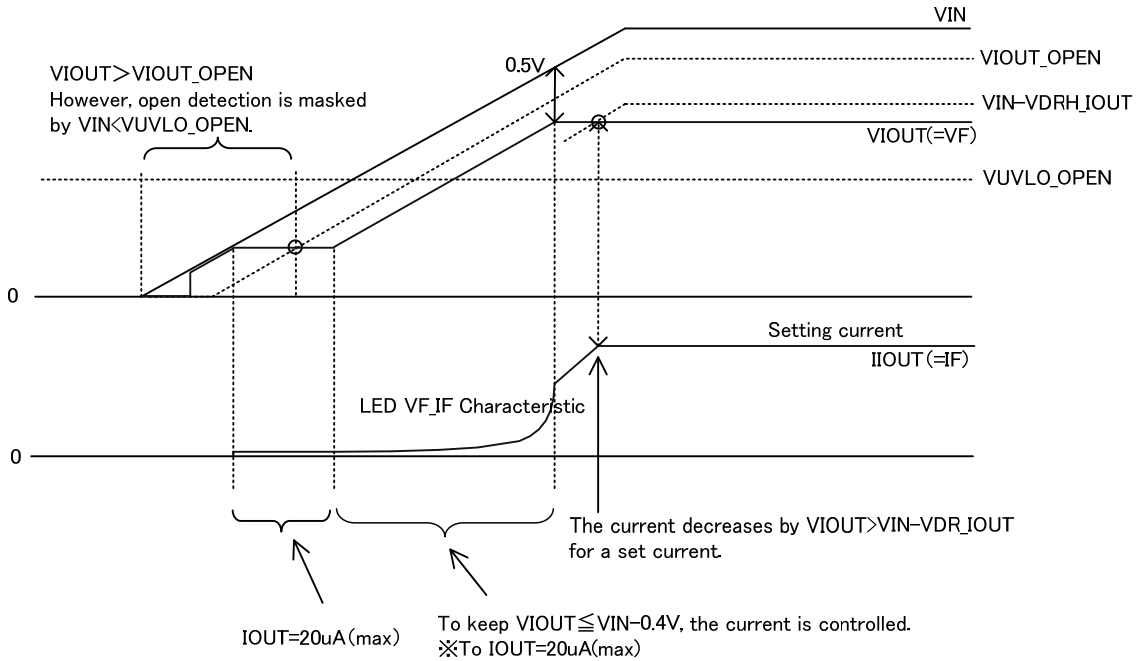 VIN
0.5V
VIOUT_OPEN
VIOUT＞VIOUT_OPEN
However, open detection is masked
by VIN<VUVLO_OPEN.
VIN-VDRH_IOUT
VIOUT(=VF)
VUVLO_OPEN
0
Setting current
IIOUT(=IF)
LED VF_IF Characteristic
0
The current decreases by VIOUT>VIN-VDR_IOUT
for a set current.
IOUT=20uA(max)
To keep VIOUT≦VIN-0.4V, the current is controlled.
※To IOUT=20uA(max)